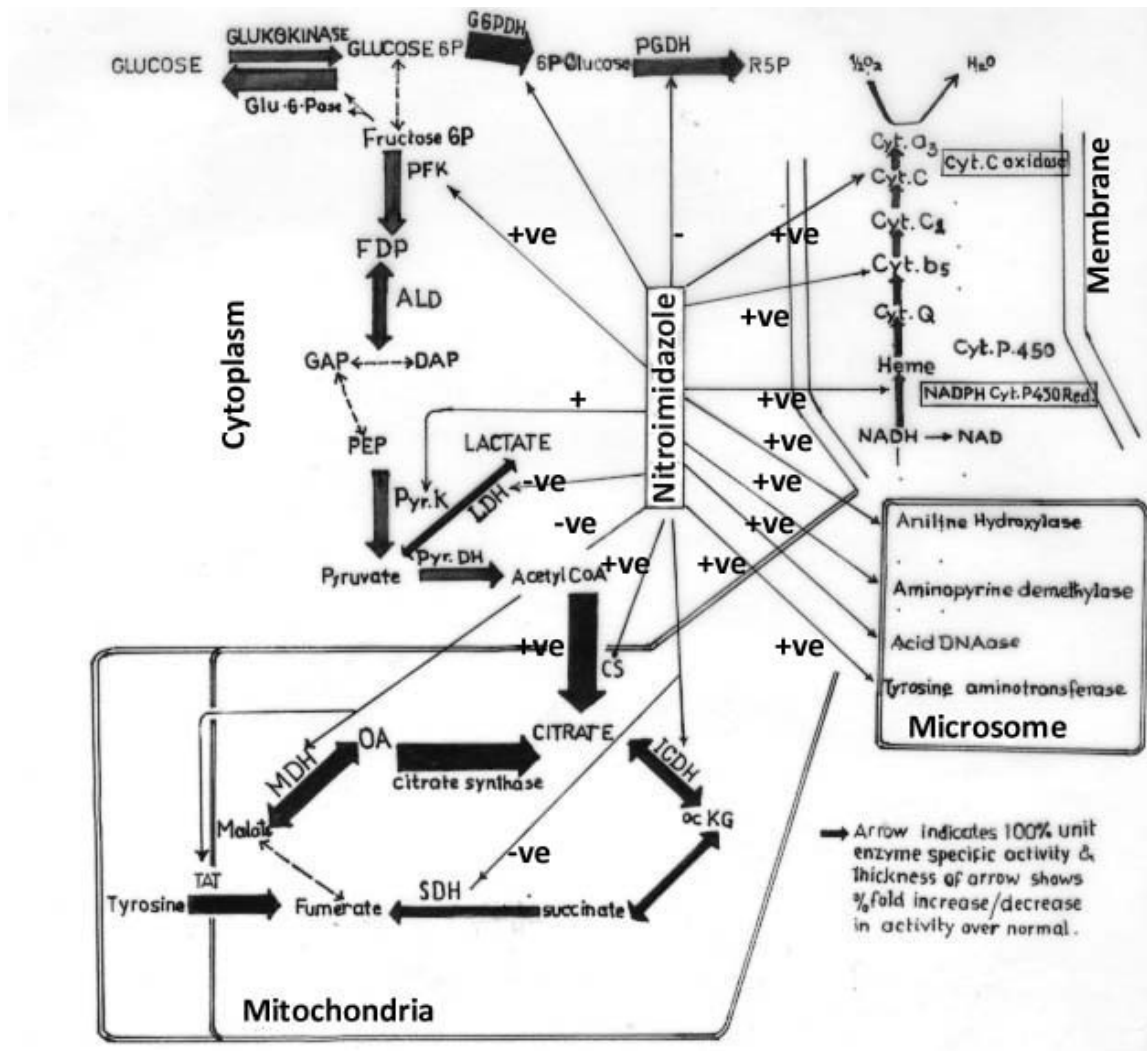 GLUCOSE
GLUKOKINASE
Glu-6-Pase
GLUCOSE 6P
G6PDH
6P Glucose
PGDH
R5P
Fructose 6P
PFK
FDP
ALD
GAP
DAP
PEP
Pyr.K
LACTATE
LDH
Pyruvate
Pyr.DH
Acetyl CoA
Cytoplasm
Nitroimidazole
+ve
-
+ve
+ve
+
+ve
-ve
+ve
-ve
+ve
+ve
+ve
+ve
+ve
+ve
-ve
½O2
H2O
Cyt.a3
Cyt.C oxidase
Cyt.C
Cyt.C1
Cyt.b5
Cyt.Q
Cyt.P.450
Heme
NADPH Cyt.P450Red.
NADH
NAD
Membrane
Aniline Hydroxylase
Aminopyrine demethylase
Acid DNAase
Tyrosine aminotransferase
Microsome
CS
CITRATE
OA
citrate synthase
MDH
ICDH
Malate
αKG
TAT
Tyrosine
Fumerate
SDH
succinate
Mitochondria
Arrow indicates 100% unit
enzyme specific activity &
Thickness of arrow shows
% fold increase/decrease
in activity over normal.